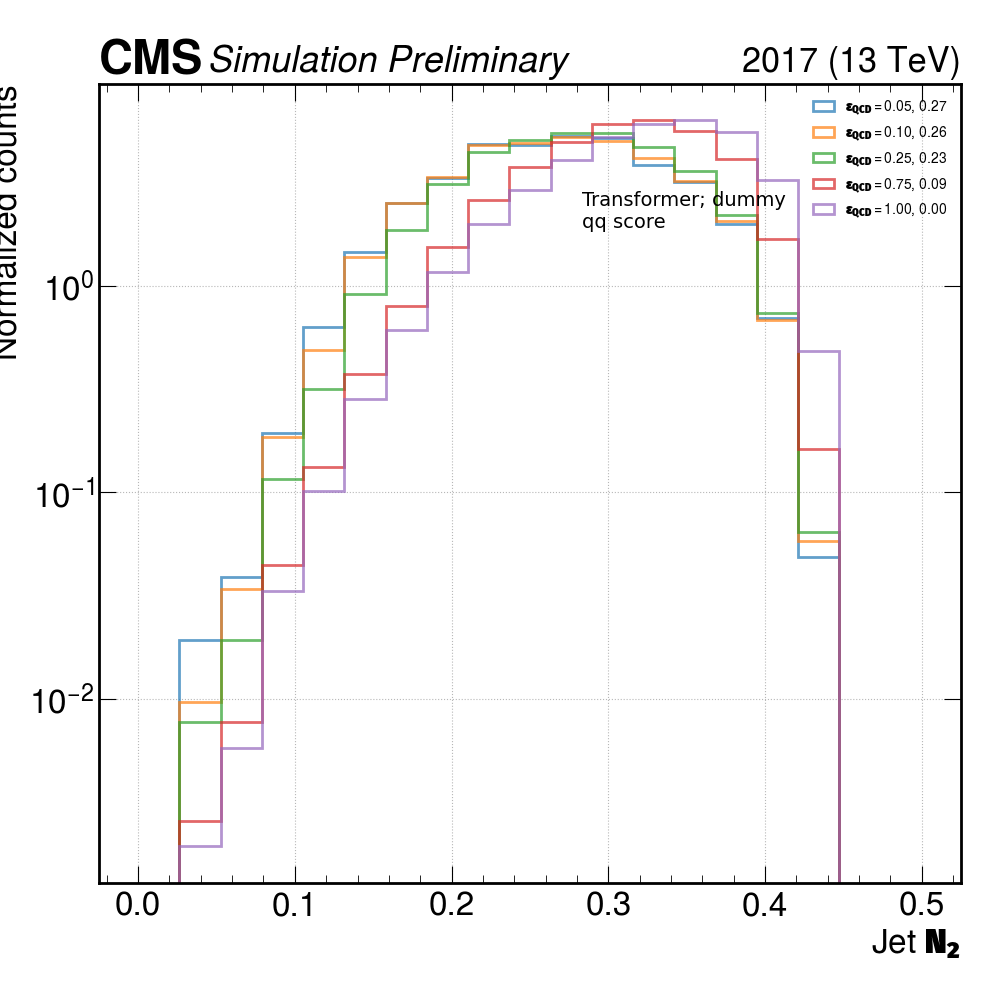 CMS Simulation Preliminary 2017 (13 TeV)
Normalized counts
ε_QCD = 0.05, 0.27
ε_QCD = 0.10, 0.26
ε_QCD = 0.25, 0.23
ε_QCD = 0.75, 0.09
ε_QCD = 1.00, 0.00
Transformer; dummy
qq score
10⁰
10⁻¹
10⁻²
0.0 0.1 0.2 0.3 0.4 0.5
Jet N₂